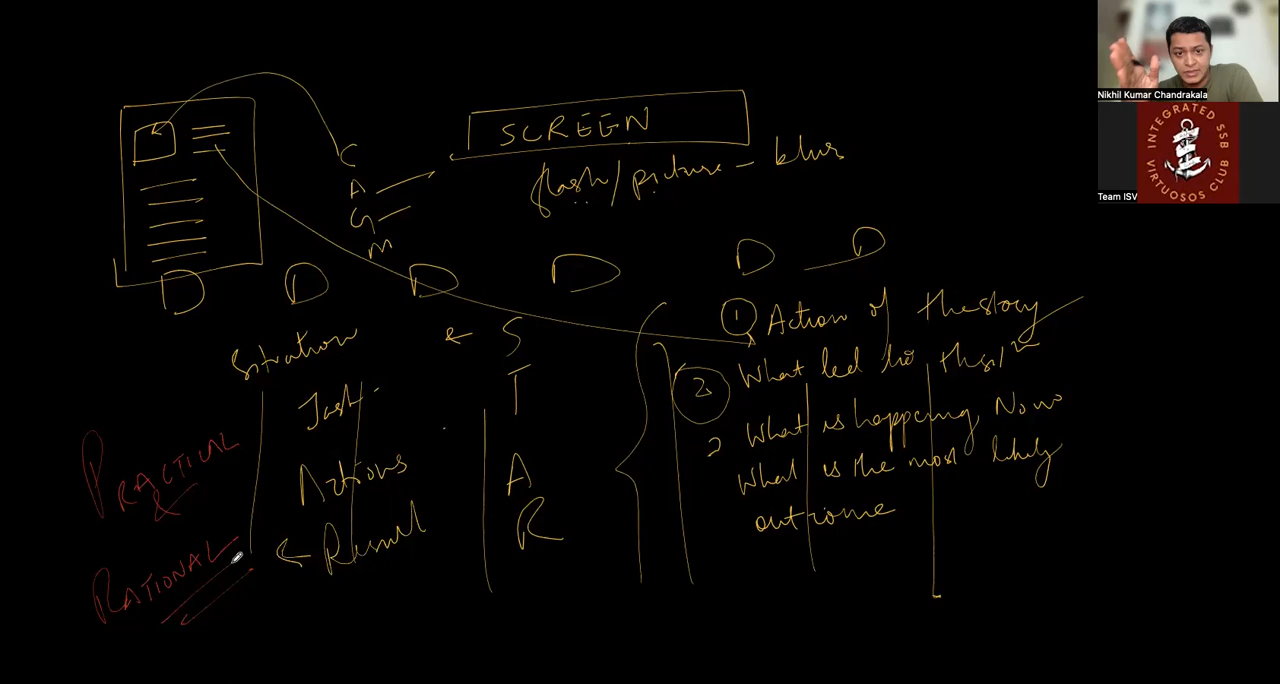 Nikhil Kumar Chandrakala
INTEGRATED SSB
VIRTUOSOS CLUB
Team ISV
SCREEN
flash/picture - blur
C
A
G
M
D D D D D D
① Action of the story
② What led to this/
What is happening Now
What is the most likely
outcome
Situation
Task
Actions
Result
S
T
A
R
PRACTICAL
&
RATIONAL